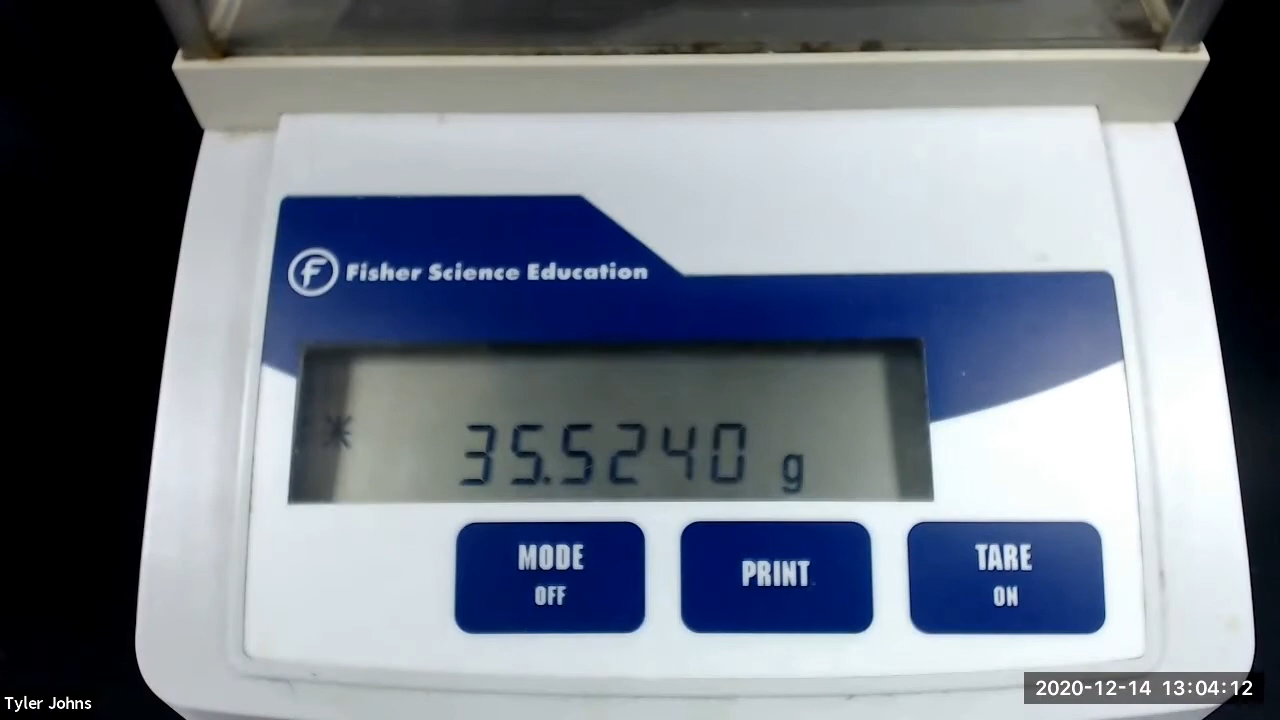 Fisher Science Education
* 35.5240 g
MODE
OFF
PRINT
TARE
ON
Tyler Johns
2020-12-14 13:04:12